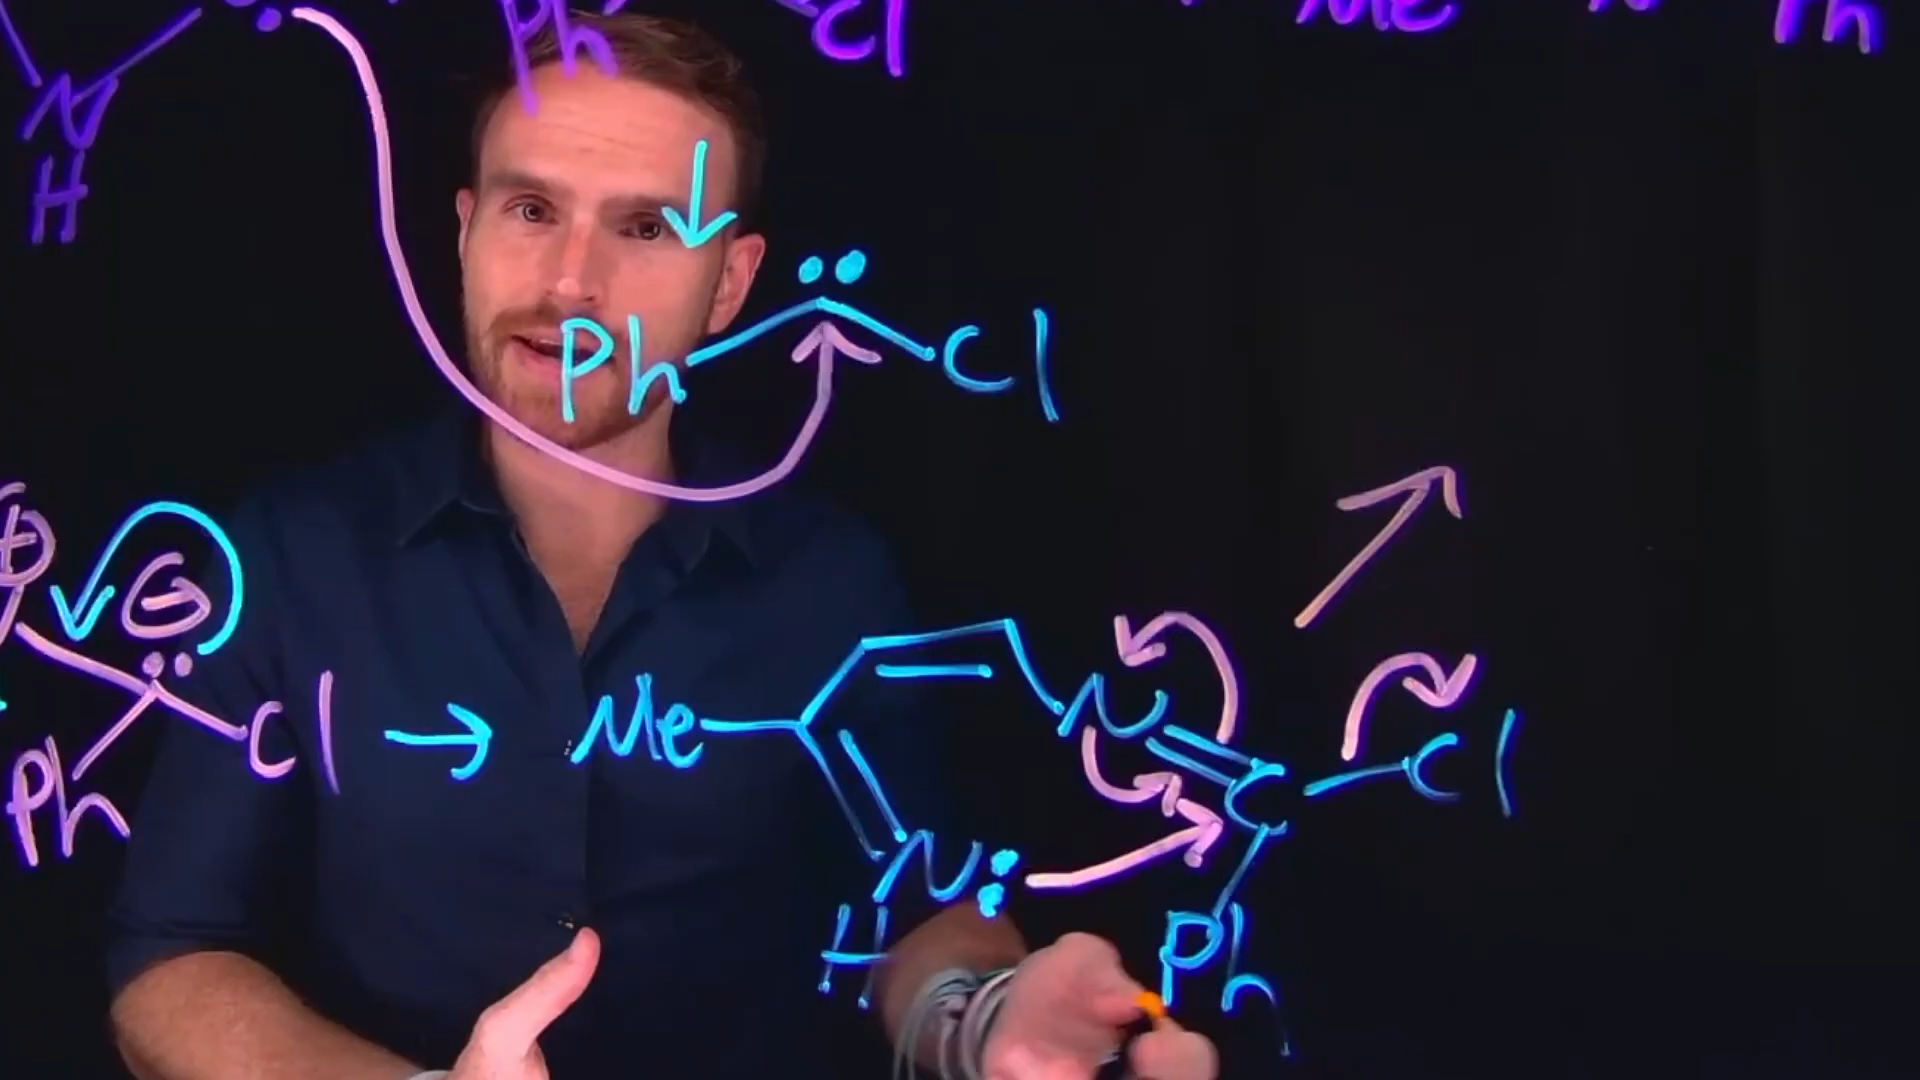 Ph Cl Me N Ph
N
H
Ph Cl
⊕ ⊖
Cl → Me N
C Cl
Ph
N
H Ph